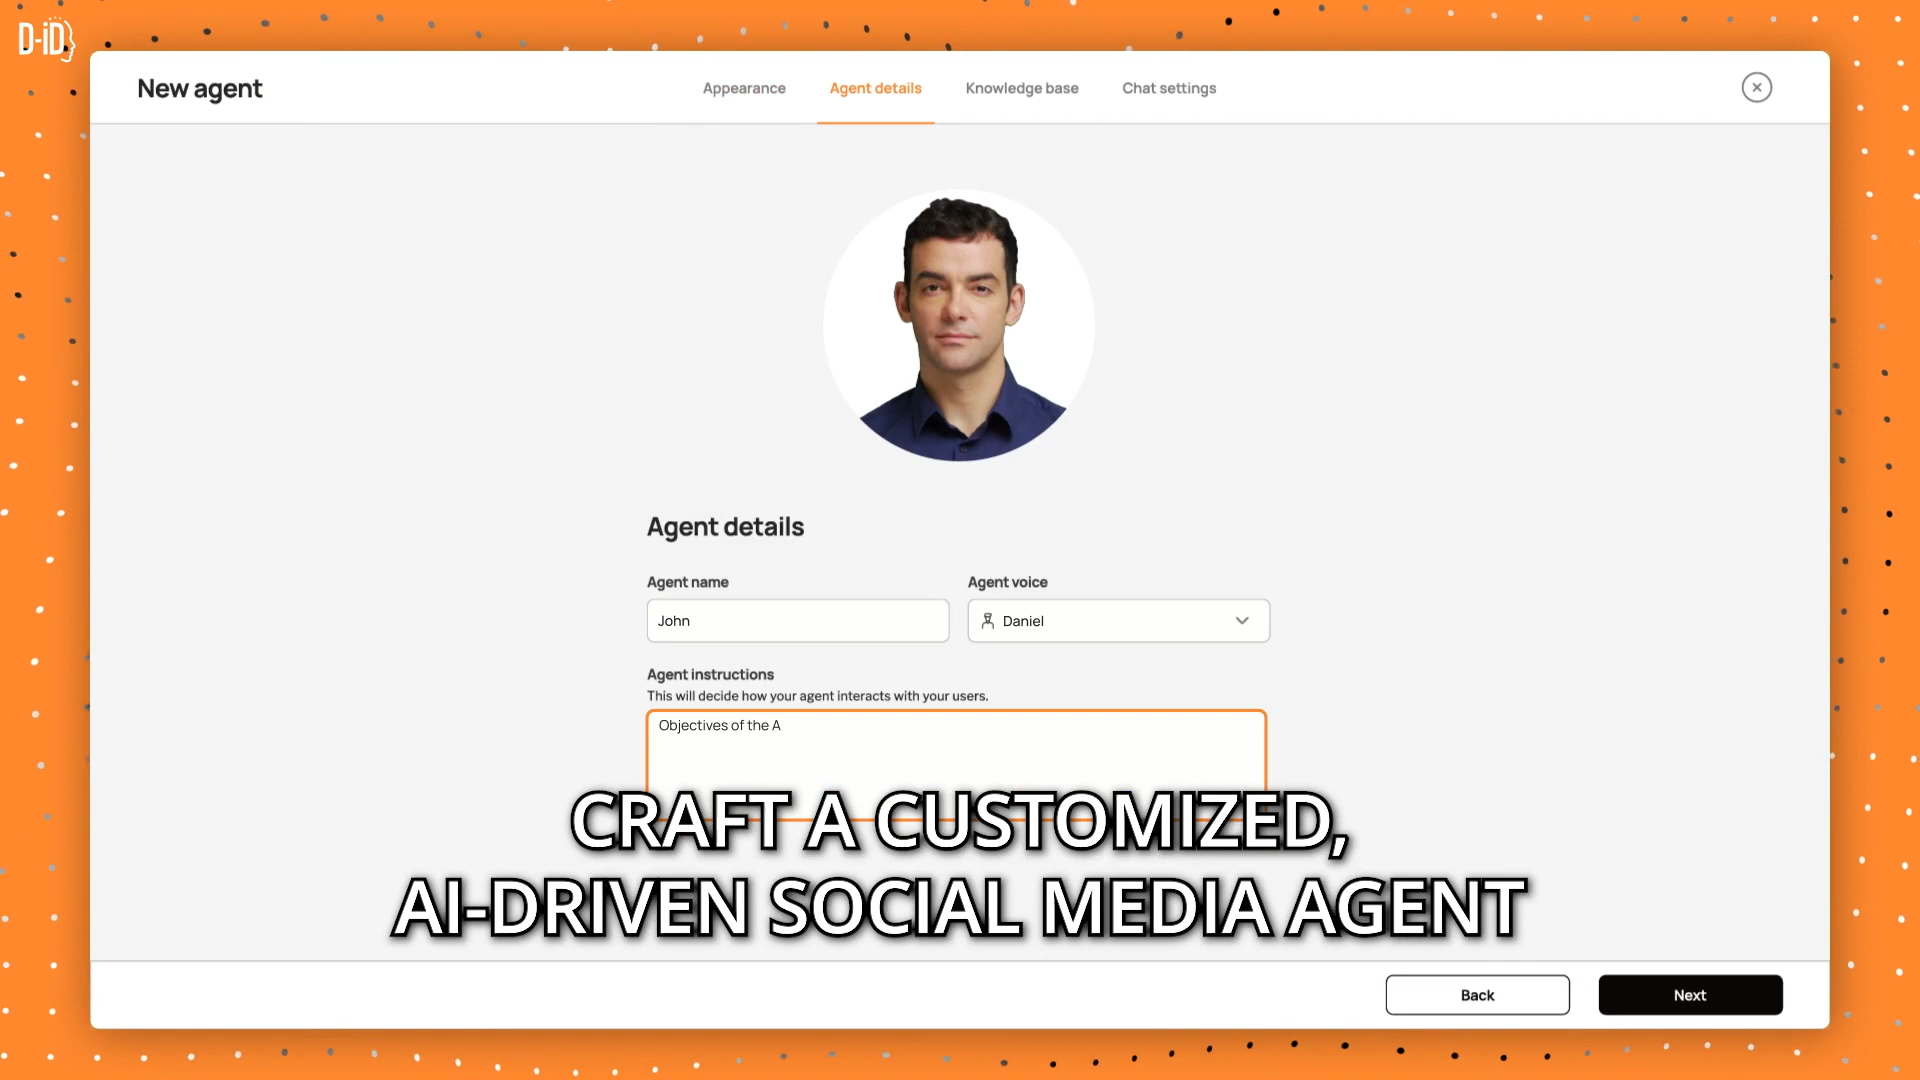 D-iD
New agent
Appearance
Agent details
Knowledge base
Chat settings
Agent details
Agent name
Agent voice
John
Daniel
Agent instructions
This will decide how your agent interacts with your users.
Objectives of the A
CRAFT A CUSTOMIZED,
AI-DRIVEN SOCIAL MEDIA AGENT
Back
Next